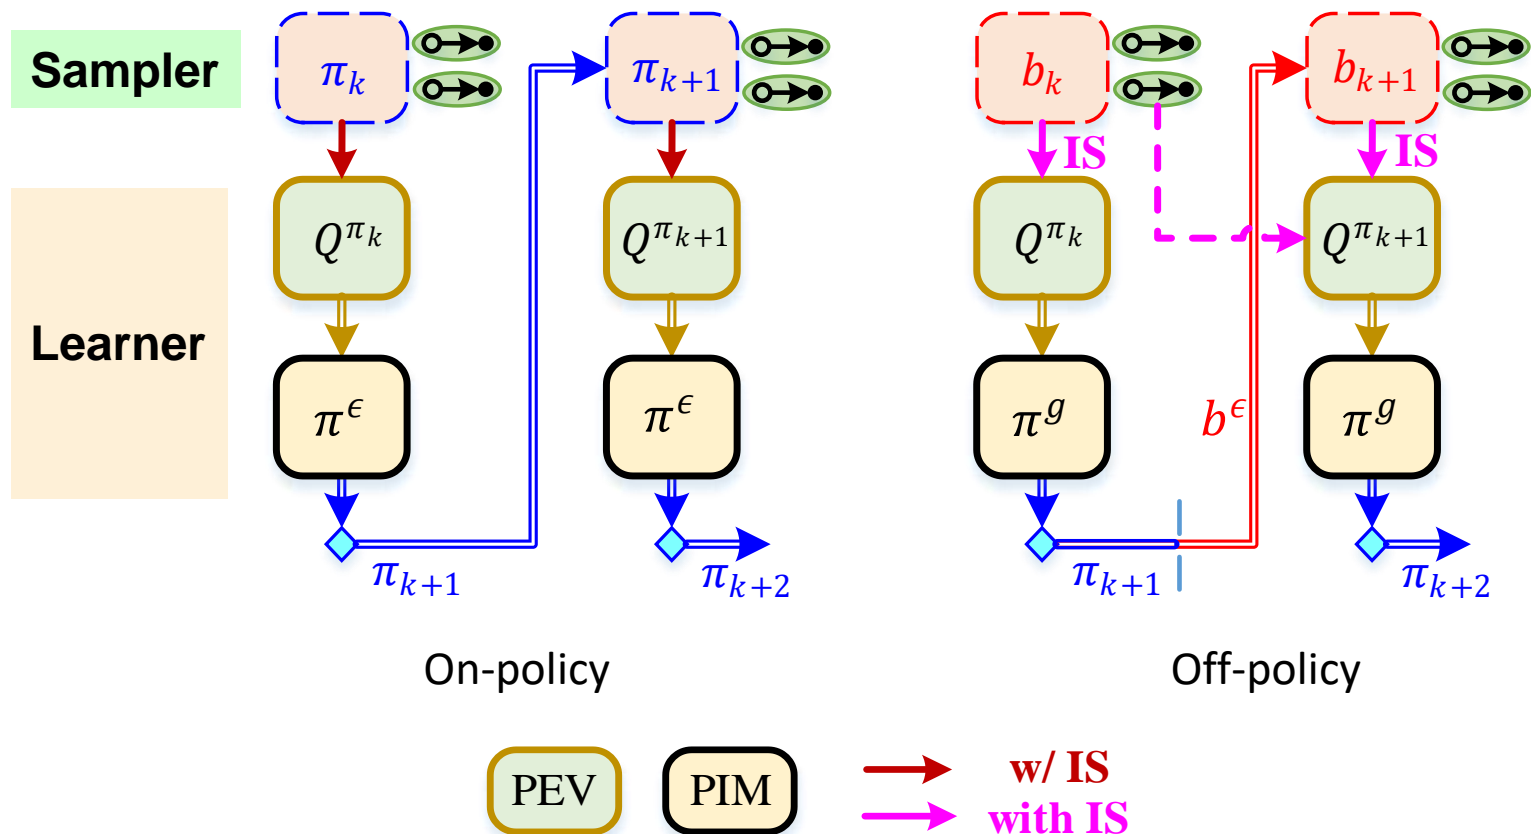 Sampler
π_k
π_{k+1}
b_k
b_{k+1}
IS
IS
Learner
Q^{π_k}
Q^{π_{k+1}}
Q^{π_k}
Q^{π_{k+1}}
π^ϵ
π^ϵ
π^g
b^ϵ
π^g
π_{k+1}
π_{k+2}
π_{k+1}
π_{k+2}
On-policy
Off-policy
PEV
PIM
w/ IS
with IS